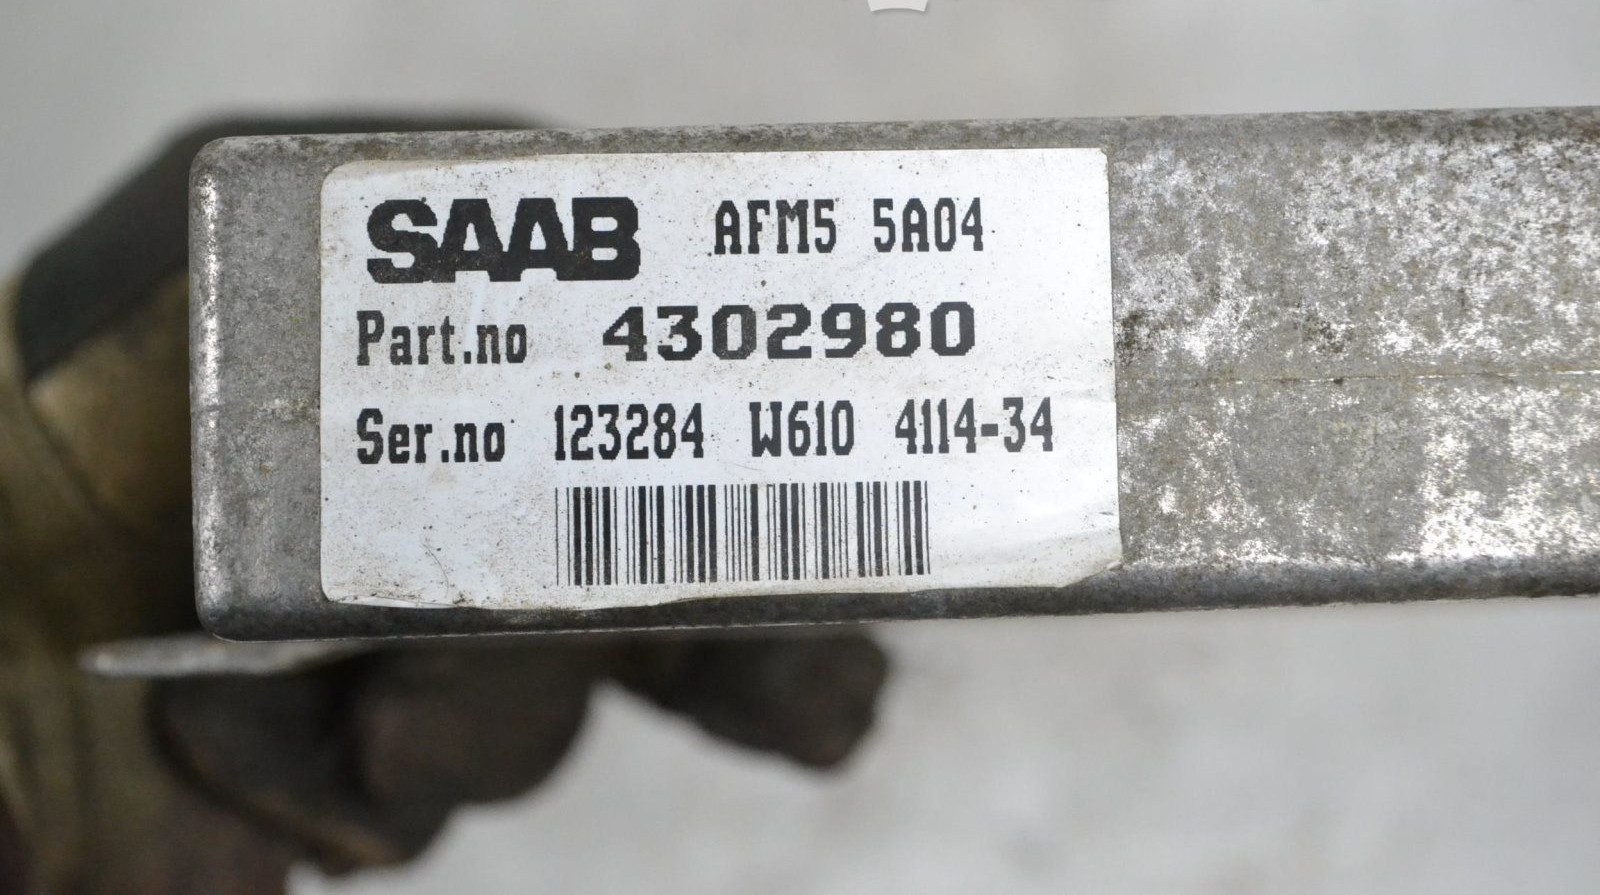 SAAB AFM5 5A04
Part.no 4302980
Ser.no 123284 W610 4114-34